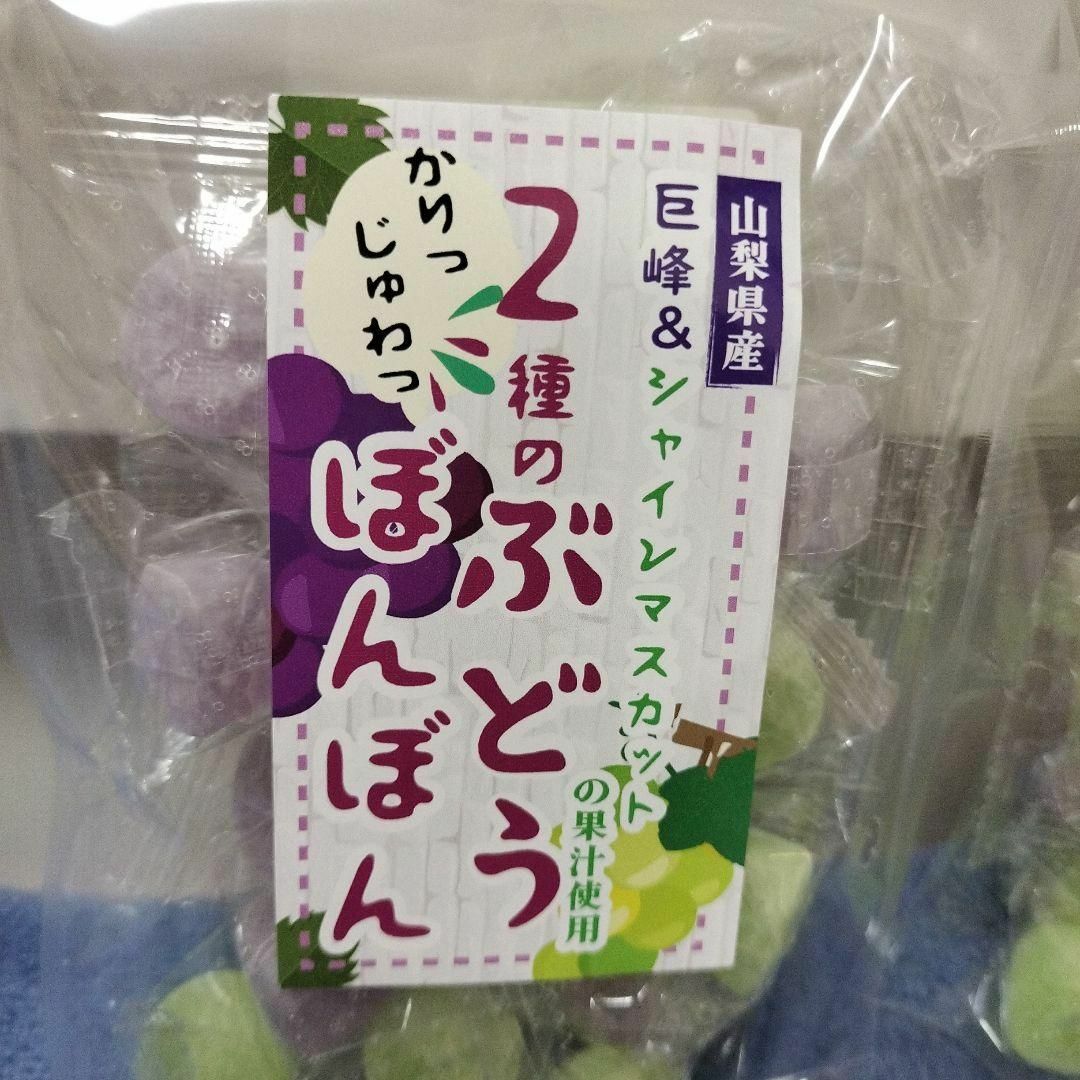 山梨県産
巨峰&シャインマスカット
の果汁使用
2種のぶどう
ぼんぼん
かりっ
じゅわっ